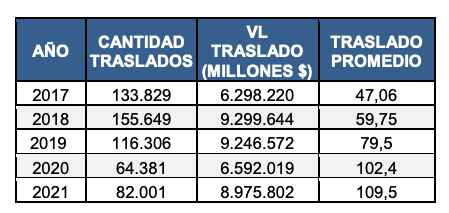 AÑO CANTIDAD TRASLADOS VL TRASLADO (MILLONES $) TRASLADO PROMEDIO
2017 133.829 6.298.220 47,06
2018 155.649 9.299.644 59,75
2019 116.306 9.246.572 79,5
2020 64.381 6.592.019 102,4
2021 82.001 8.975.802 109,5